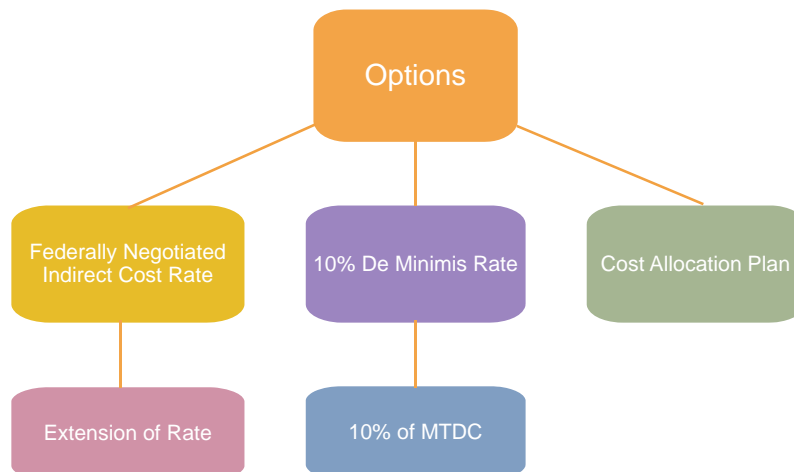 Options
Federally Negotiated
Indirect Cost Rate
10% De Minimis Rate
Cost Allocation Plan
Extension of Rate
10% of MTDC